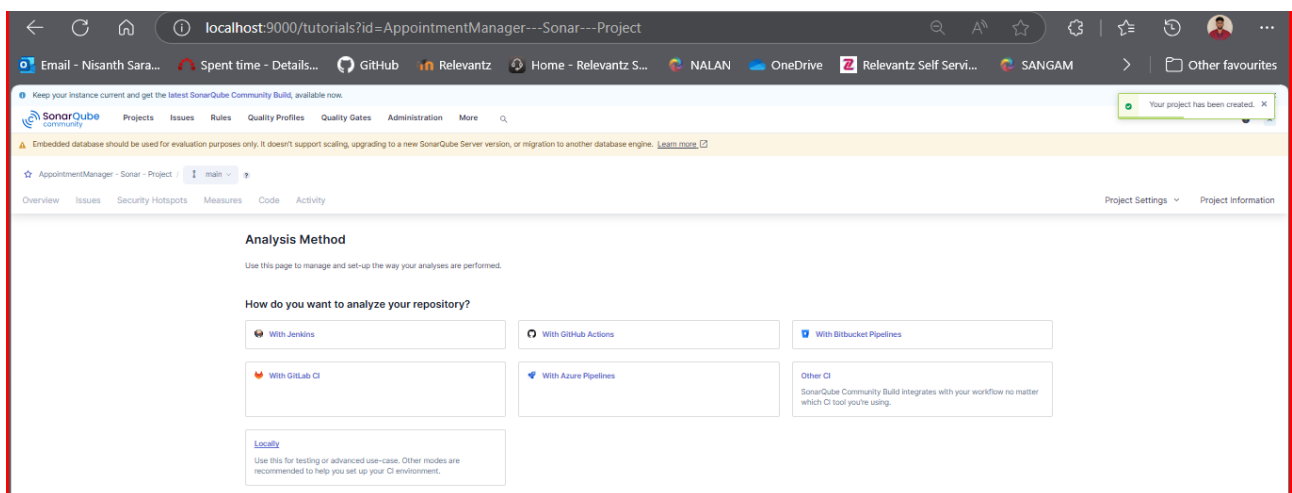 localhost:9000/tutorials?id=AppointmentManager---Sonar---Project
Email - Nisanth Sara... Spent time - Details... GitHub Relevantz Home - Relevantz S... NALAN OneDrive Relevantz Self Servi... SANGAM Other favourites
Keep your instance current and get the latest SonarQube Community Build, available now.
Your project has been created.
SonarQube community Projects Issues Rules Quality Profiles Quality Gates Administration More
Embedded database should be used for evaluation purposes only. It doesn't support scaling, upgrading to a new SonarQube Server version, or migration to another database engine. Learn more
AppointmentManager - Sonar - Project / main
Overview Issues Security Hotspots Measures Code Activity Project Settings Project Information
Analysis Method
Use this page to manage and set-up the way your analyses are performed.
How do you want to analyze your repository?
With Jenkins With GitHub Actions With Bitbucket Pipelines
With GitLab CI With Azure Pipelines Other CI
SonarQube Community Build integrates with your workflow no matter
which CI tool you're using.
Locally
Use this for testing or advanced use-case. Other modes are
recommended to help you set up your CI environment.